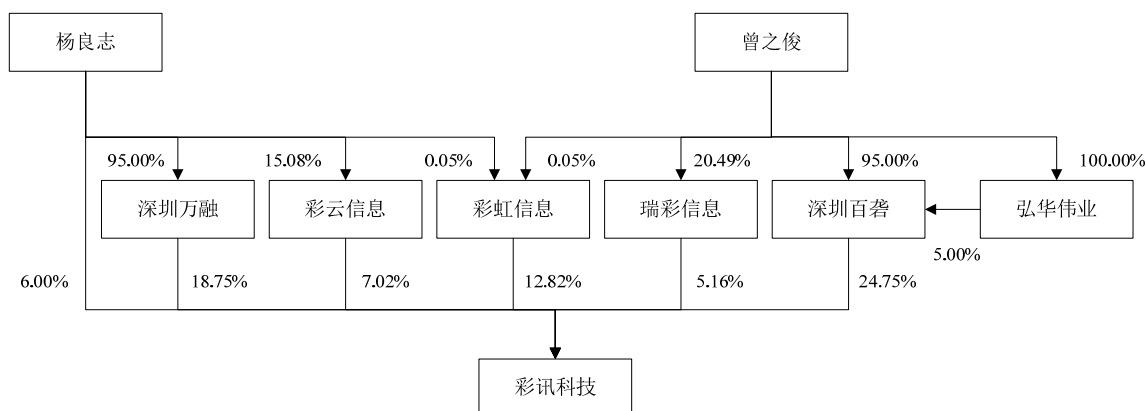 杨良志
曾之俊
95.00%
15.08%
0.05%
0.05%
20.49%
95.00%
100.00%
深圳万融
彩云信息
彩虹信息
瑞彩信息
深圳百砻
弘华伟业
5.00%
6.00%
18.75%
7.02%
12.82%
5.16%
24.75%
彩讯科技